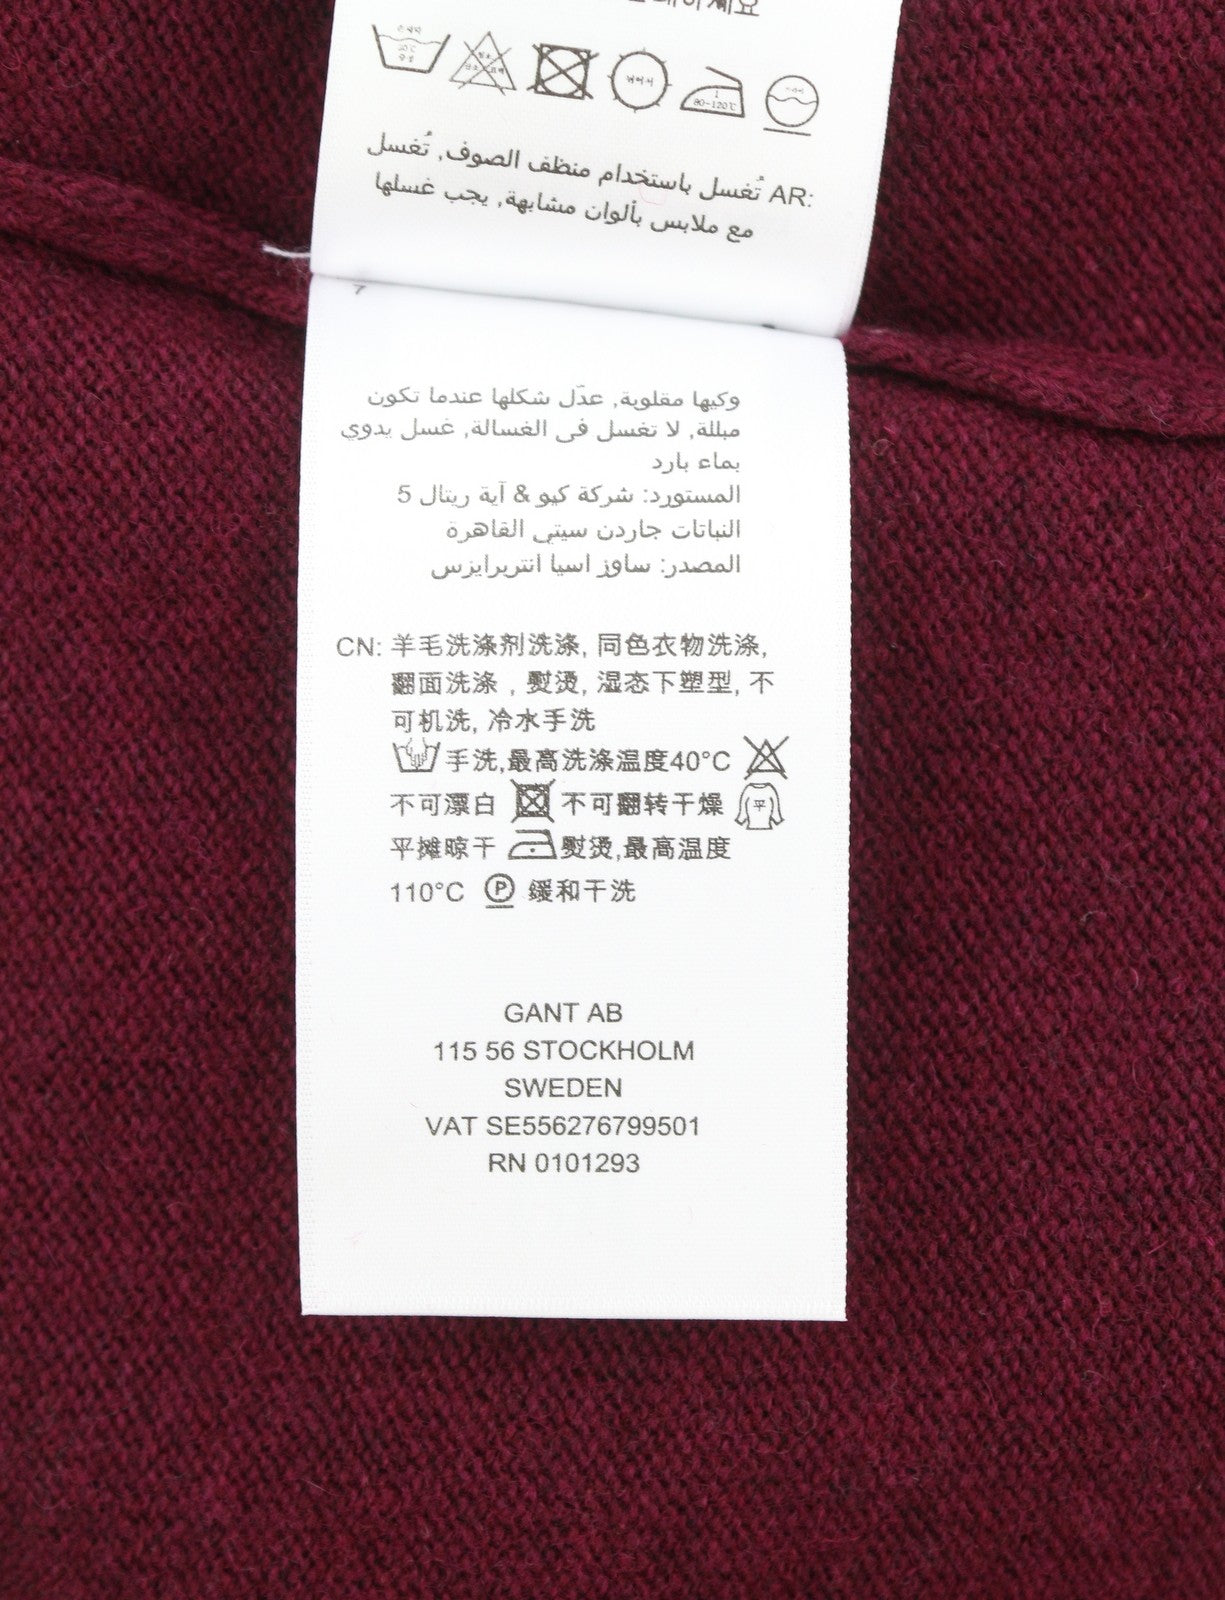 80~120℃
AR: تُغسل باستخدام منظف الصوف, تُغسل
مع ملابس بألوان مشابهة, يجب غسلها
وكيها مقلوبة, عدّل شكلها عندما تكون
مبللة, لا تغسل في الغسالة, غسل يدوي
بماء بارد
المستورد: شركة كيو & آية ريتال 5
النباتات جاردن سيتي القاهرة
المصدر: ساوز اسيا انتربرايزس
CN: 羊毛洗涤剂洗涤, 同色衣物洗涤,
翻面洗涤 , 熨烫, 湿态下塑型, 不
可机洗, 冷水手洗
手洗,最高洗涤温度40°C
不可漂白 不可翻转干燥 平
平摊晾干 熨烫,最高温度
110°C P 缓和干洗
GANT AB
115 56 STOCKHOLM
SWEDEN
VAT SE556276799501
RN 0101293